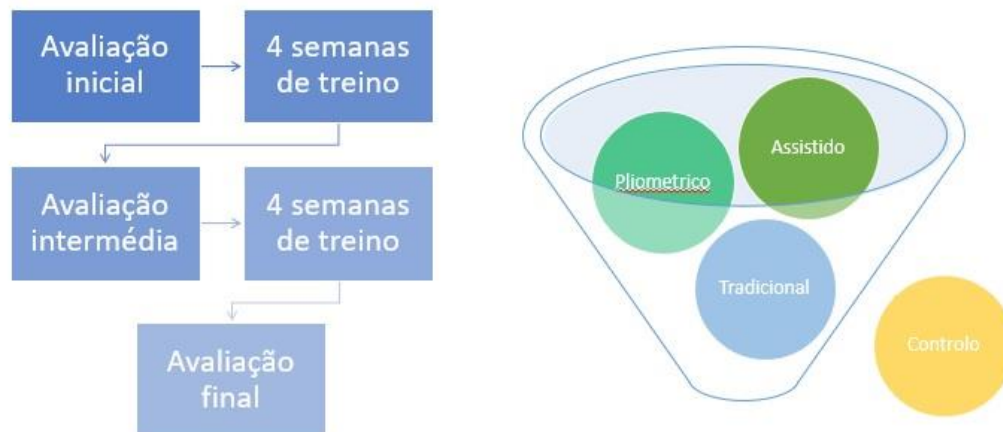 Avaliação
inicial
4 semanas
de treino
Avaliação
intermédia
4 semanas
de treino
Avaliação
final
Assistido
Pliometrico
Tradicional
Controlo